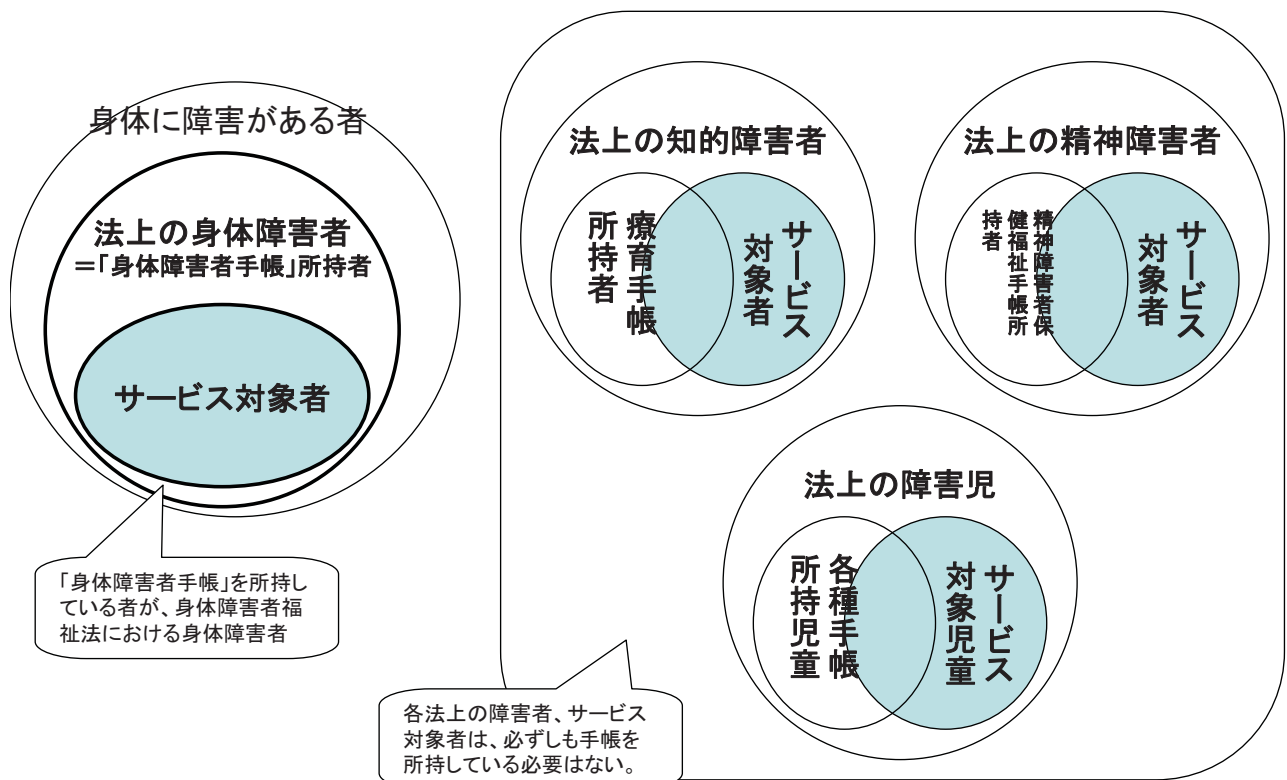 身体に障害がある者
法上の身体障害者
＝「身体障害者手帳」所持者
サービス対象者
「身体障害者手帳」を所持し
ている者が、身体障害者福
祉法における身体障害者
法上の知的障害者
療育手帳
所持者
サービス
対象者
法上の精神障害者
精神障害者保
健福祉手帳所
持者
サービス
対象者
法上の障害児
各種手帳
所持児童
サービス
対象児童
各法上の障害者、サービス
対象者は、必ずしも手帳を
所持している必要はない。